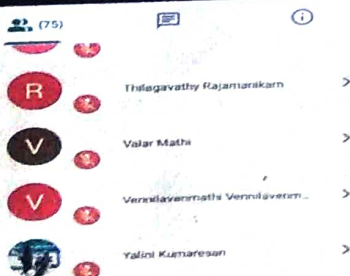 (75)
R
Thilagavathy Rajamanikam
V
Valar Mathi
V
Vennilavenmathi Vennilavenm...
Yalini Kumaresan